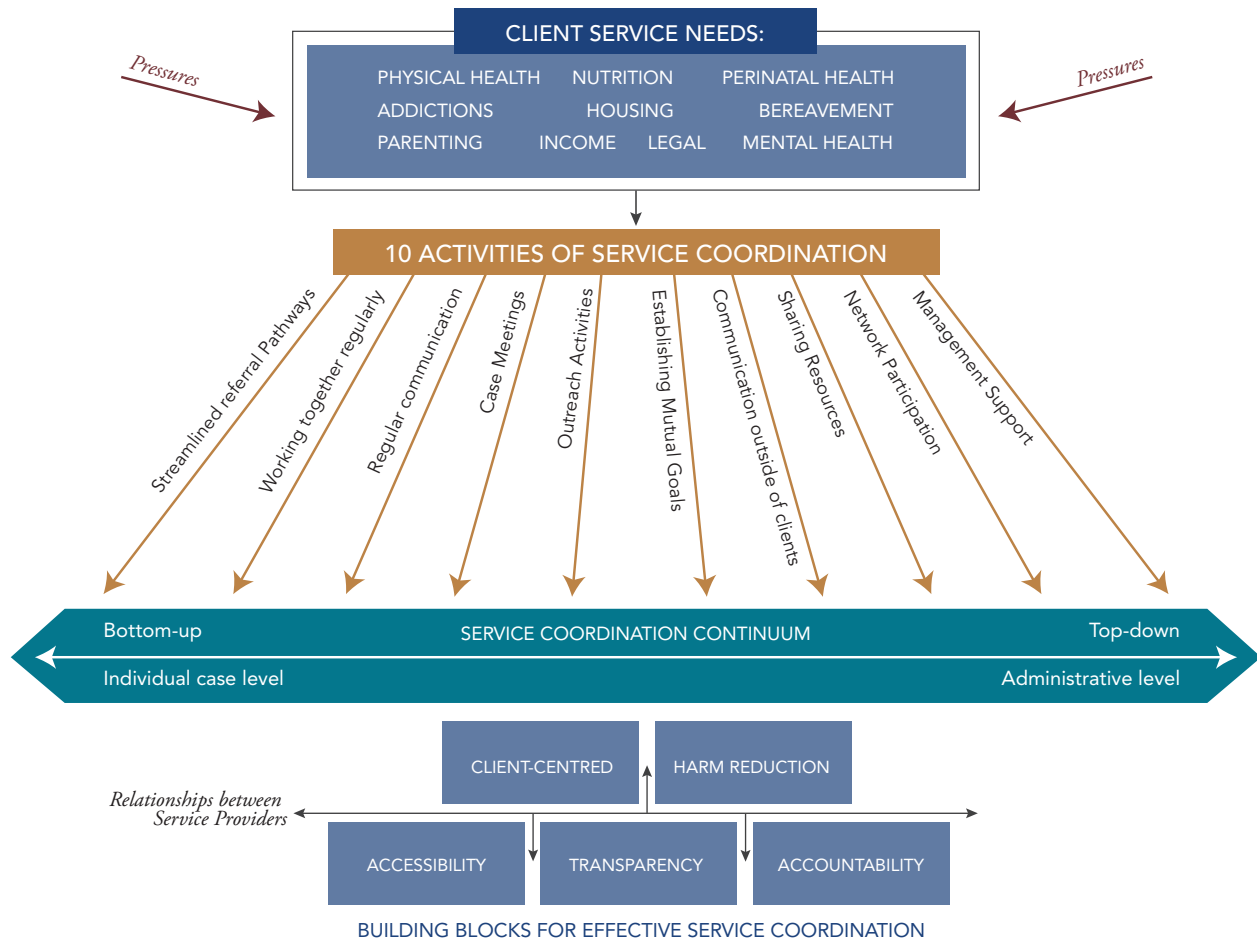 CLIENT SERVICE NEEDS:
Pressures
Pressures
PHYSICAL HEALTH NUTRITION PERINATAL HEALTH
ADDICTIONS HOUSING BEREAVEMENT
PARENTING INCOME LEGAL MENTAL HEALTH
10 ACTIVITIES OF SERVICE COORDINATION
Streamlined referral Pathways
Working together regularly
Regular communication
Case Meetings
Outreach Activities
Establishing Mutual Goals
Communication outside of clients
Sharing Resources
Network Participation
Management Support
Bottom-up SERVICE COORDINATION CONTINUUM Top-down
Individual case level Administrative level
CLIENT-CENTRED HARM REDUCTION
Relationships between
Service Providers
ACCESSIBILITY TRANSPARENCY ACCOUNTABILITY
BUILDING BLOCKS FOR EFFECTIVE SERVICE COORDINATION